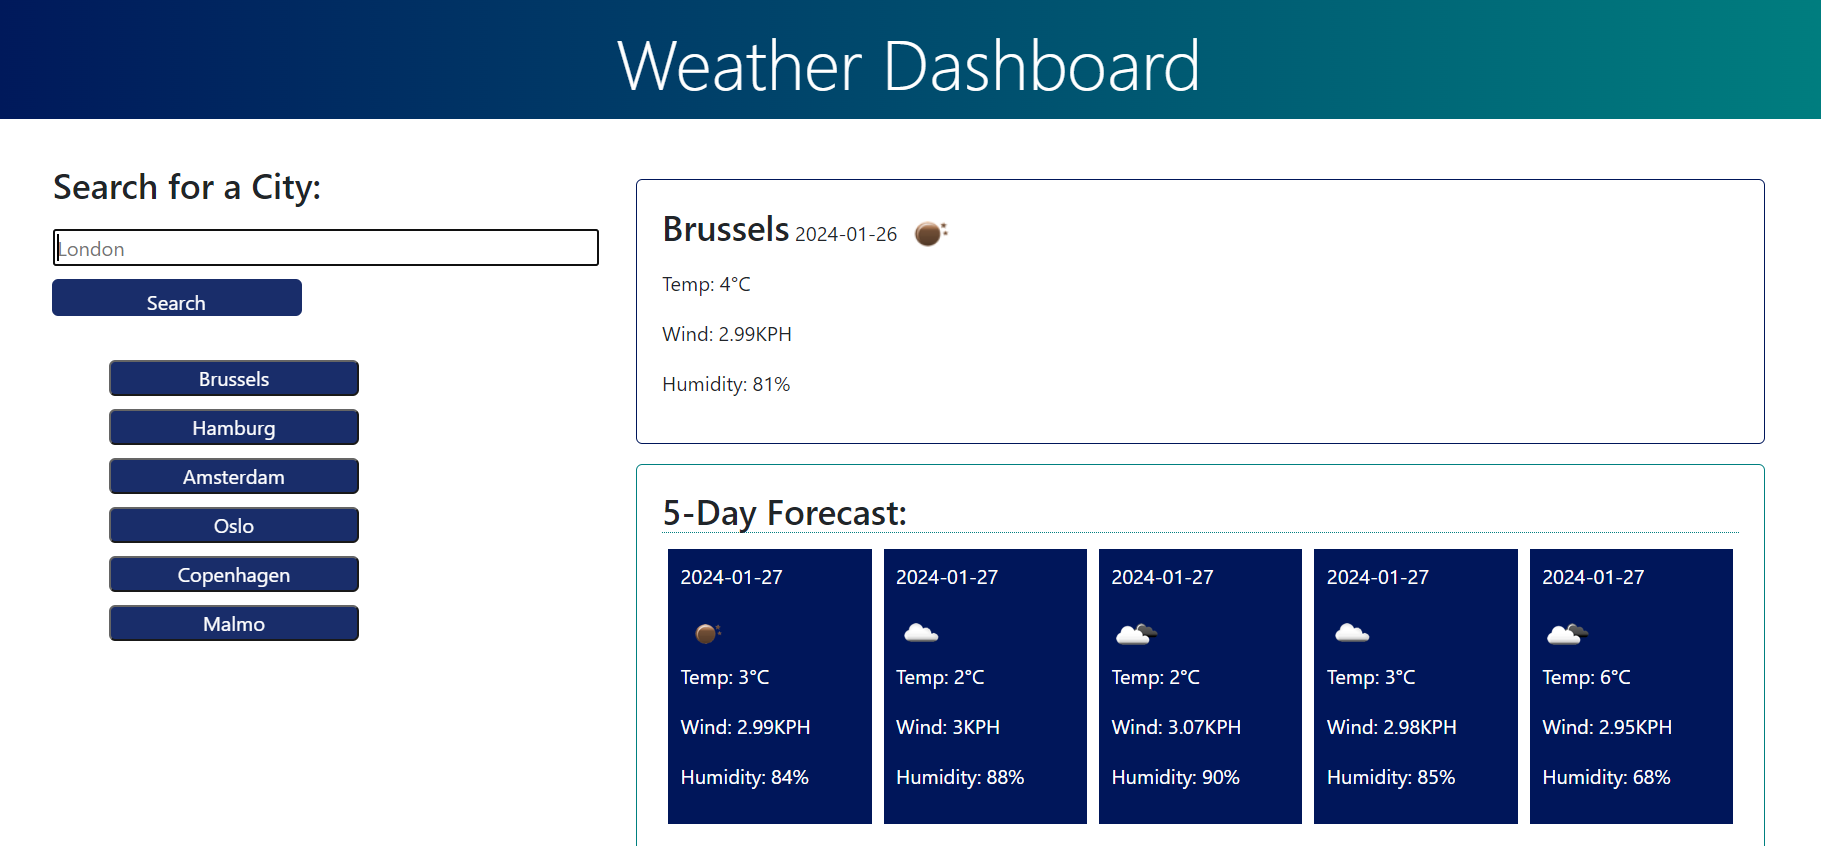 Weather Dashboard
Search for a City:
London
Search
Brussels
Hamburg
Amsterdam
Oslo
Copenhagen
Malmo
Brussels 2024-01-26
Temp: 4°C
Wind: 2.99KPH
Humidity: 81%
5-Day Forecast:
2024-01-27
Temp: 3°C
Wind: 2.99KPH
Humidity: 84%
2024-01-27
Temp: 2°C
Wind: 3KPH
Humidity: 88%
2024-01-27
Temp: 2°C
Wind: 3.07KPH
Humidity: 90%
2024-01-27
Temp: 3°C
Wind: 2.98KPH
Humidity: 85%
2024-01-27
Temp: 6°C
Wind: 2.95KPH
Humidity: 68%